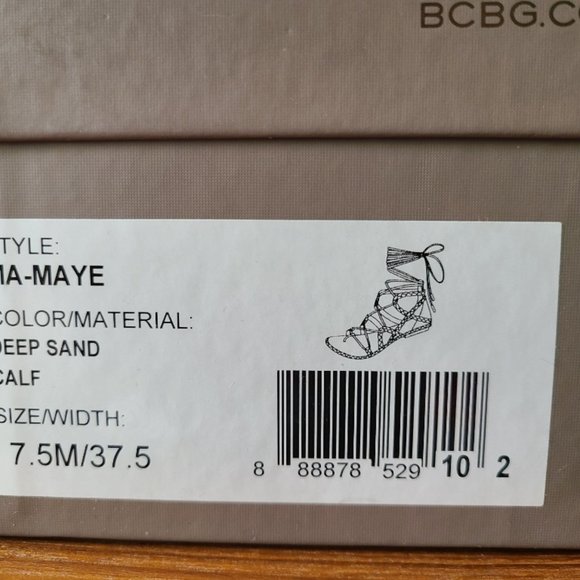 BCBG.CO
TYLE:
MA-MAYE
COLOR/MATERIAL:
DEEP SAND
CALF
SIZE/WIDTH:
7.5M/37.5
8 88878 529 10 2